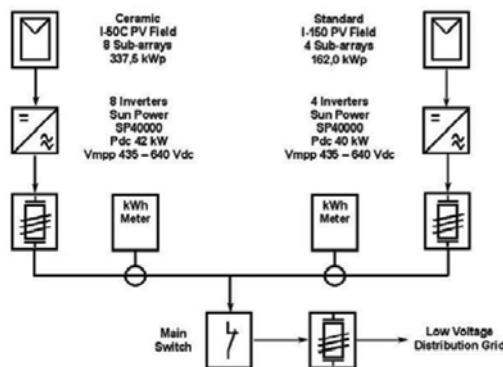 Ceramic
I-50C PV Field
8 Sub-arrays
337,5 kWp
Standard
I-150 PV Field
4 Sub-arrays
162,0 kWp
8 Inverters
Sun Power
SP40000
Pdc 42 kW
Vmpp 435 – 640 Vdc
4 Inverters
Sun Power
SP40000
Pdc 40 kW
Vmpp 435 – 640 Vdc
kWh
Meter
kWh
Meter
Main
Switch
Low Voltage
Distribution Grid